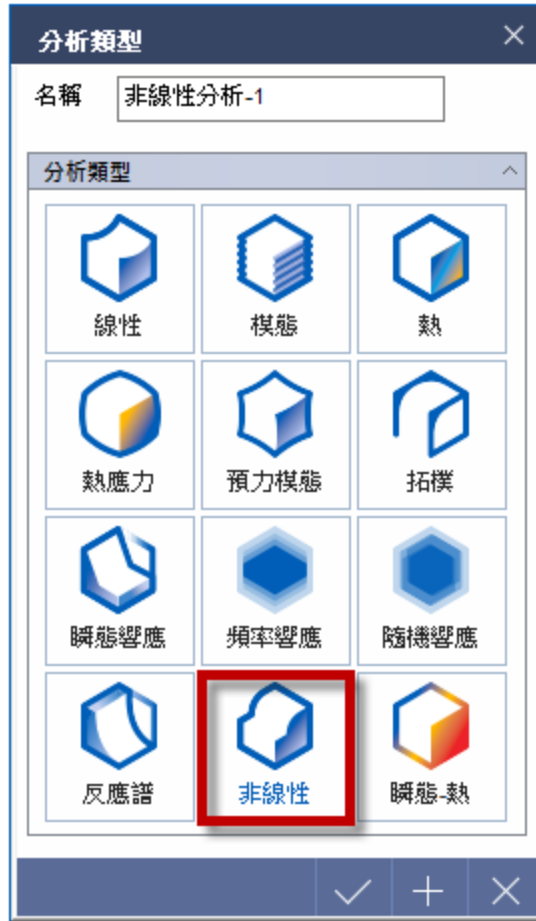 分析類型
名稱 非線性分析-1
分析類型
線性 模態 熱
熱應力 預力模態 拓樸
瞬態響應 頻率響應 隨機響應
反應譜 非線性 瞬態-熱